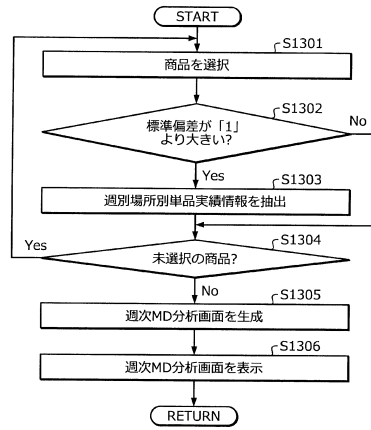 START
S1301
商品を選択
S1302
標準偏差が「1」
より大きい?
No
Yes
S1303
週別場所別単品実績情報を抽出
S1304
Yes
未選択の商品?
No
S1305
週次MD分析画面を生成
S1306
週次MD分析画面を表示
RETURN